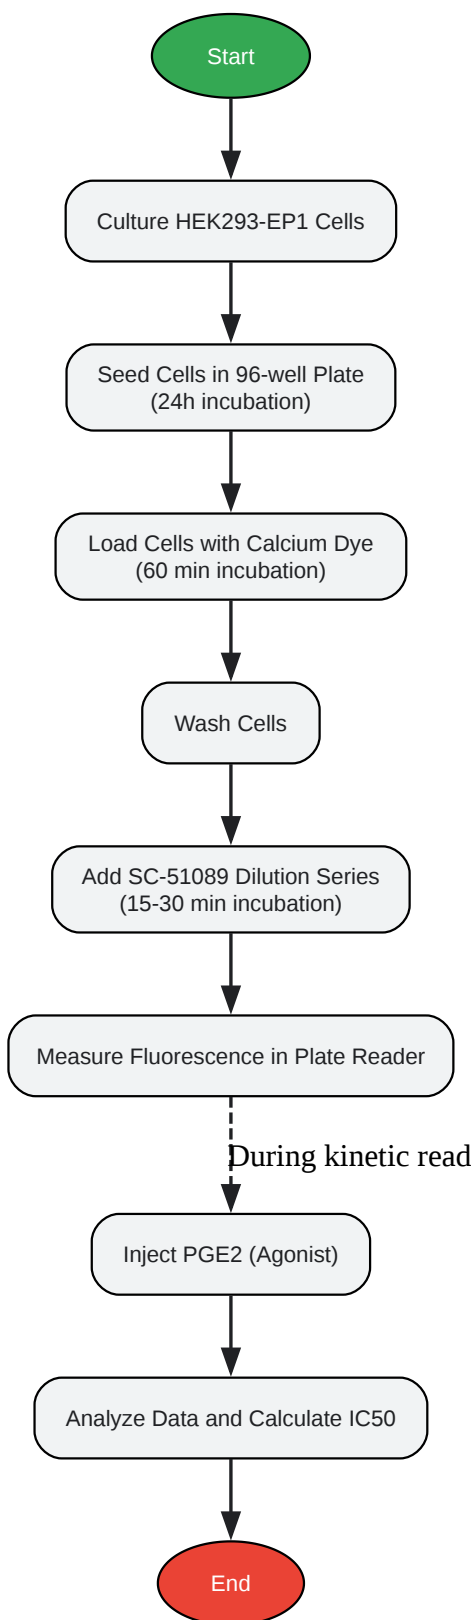 Start
Culture HEK293-EP1 Cells
Seed Cells in 96-well Plate
(24h incubation)
Load Cells with Calcium Dye
(60 min incubation)
Wash Cells
Add SC-51089 Dilution Series
(15-30 min incubation)
Measure Fluorescence in Plate Reader
During kinetic read
Inject PGE2 (Agonist)
Analyze Data and Calculate IC50
End